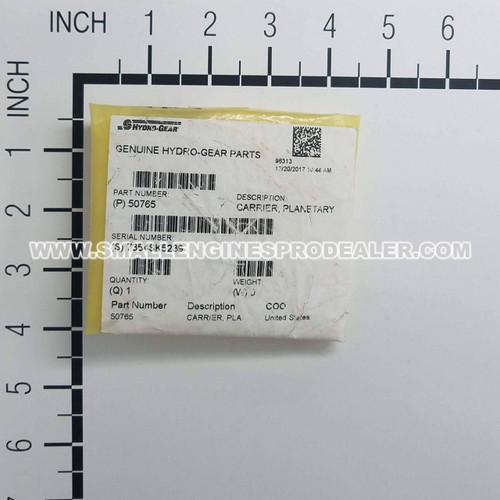 INCH 1 2 3 4 5 6
INCH
1
2
3
4
5
6
7
HYDRO-GEAR
GENUINE HYDRO-GEAR PARTS
96313
PART NUMBER:
(P) 50765
DESCRIPTION:
CARRIER, PLANETARY
WWW.SMALLENGINESPRODEALER.COM
SERIAL NUMBER:
QUANTITY:
(Q) 1
WEIGHT:
Part Number Description COO
50765 CARRIER, PLA United States